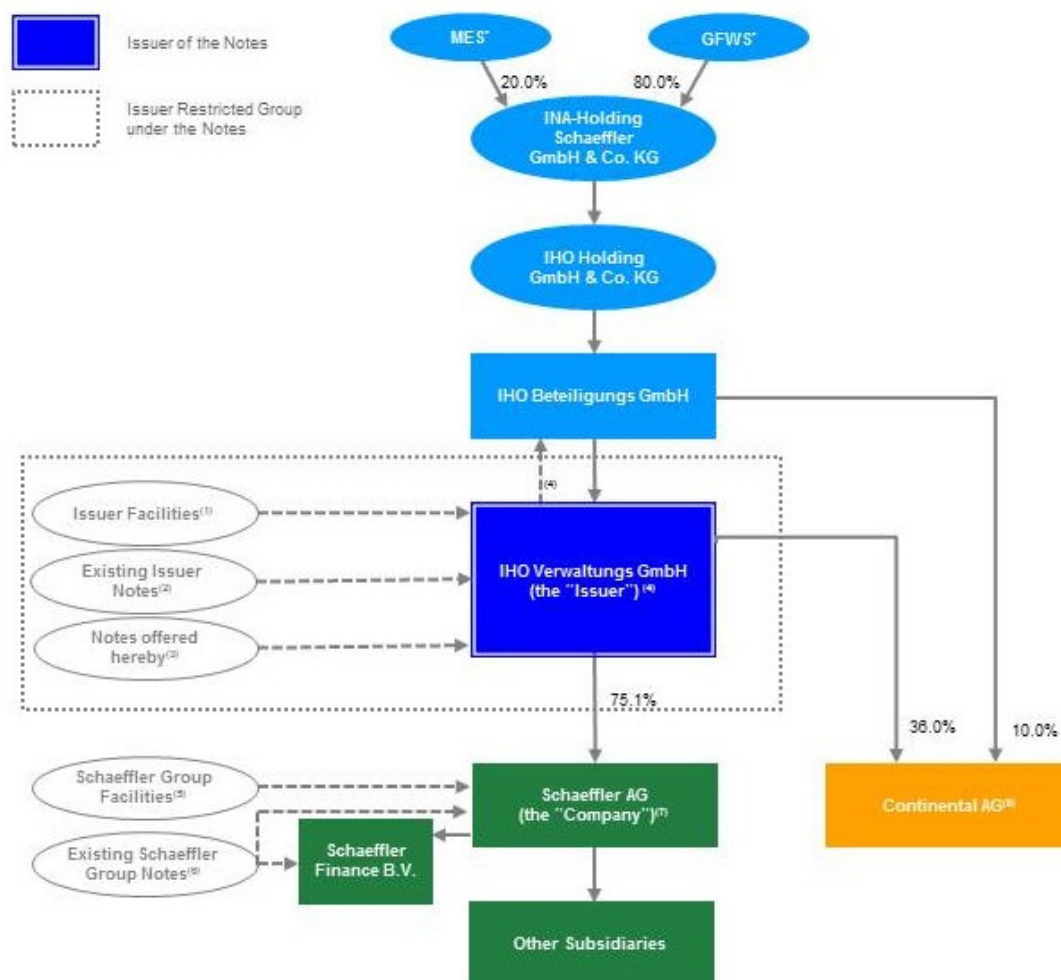 Issuer of the Notes
Issuer Restricted Group
under the Notes
MES*
GFWS*
20.0%
80.0%
INA-Holding
Schaeffler
GmbH & Co. KG
IHO Holding
GmbH & Co. KG
IHO Beteiligungs GmbH
(4)
Issuer Facilities(1)
Existing Issuer
Notes(2)
Notes offered
hereby(3)
IHO Verwaltungs GmbH
(the "Issuer") (4)
75.1%
36.0%
10.0%
Schaeffler Group
Facilities(5)
Existing Schaeffler
Group Notes(6)
Schaeffler AG
(the "Company")(7)
Schaeffler
Finance B.V.
Continental AG(8)
Other Subsidiaries